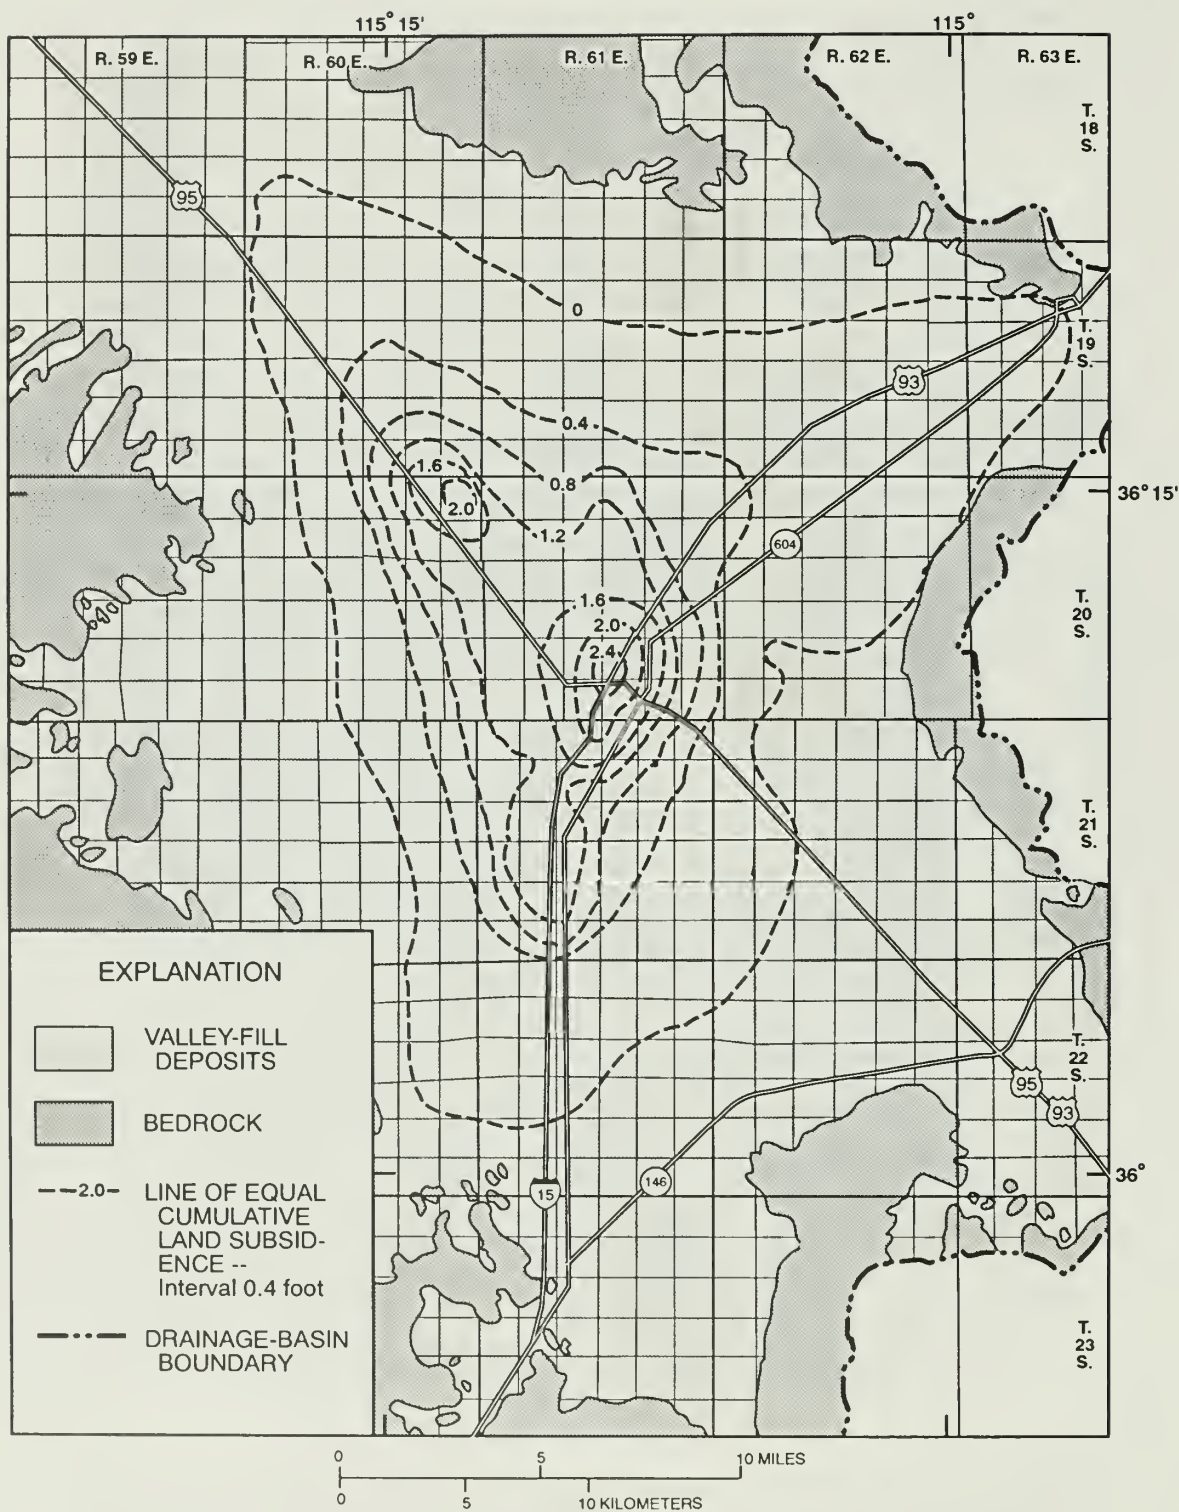 115° 15'
115°
R. 59 E.
R. 60 E.
R. 61 E.
R. 62 E.
R. 63 E.
T.
18
S.
95
0
T.
19
S.
93
0.4
1.6
0.8
2.0
36° 15'
1.2
604
1.6
2.0
2.4
T.
20
S.
T.
21
S.
EXPLANATION
VALLEY-FILL
DEPOSITS
BEDROCK
2.0
LINE OF EQUAL
CUMULATIVE
LAND SUBSID-
ENCE --
Interval 0.4 foot
DRAINAGE-BASIN
BOUNDARY
T.
22
S.
95
93
36°
146
15
T.
23
S.
0
5
10 MILES
0
5
10 KILOMETERS